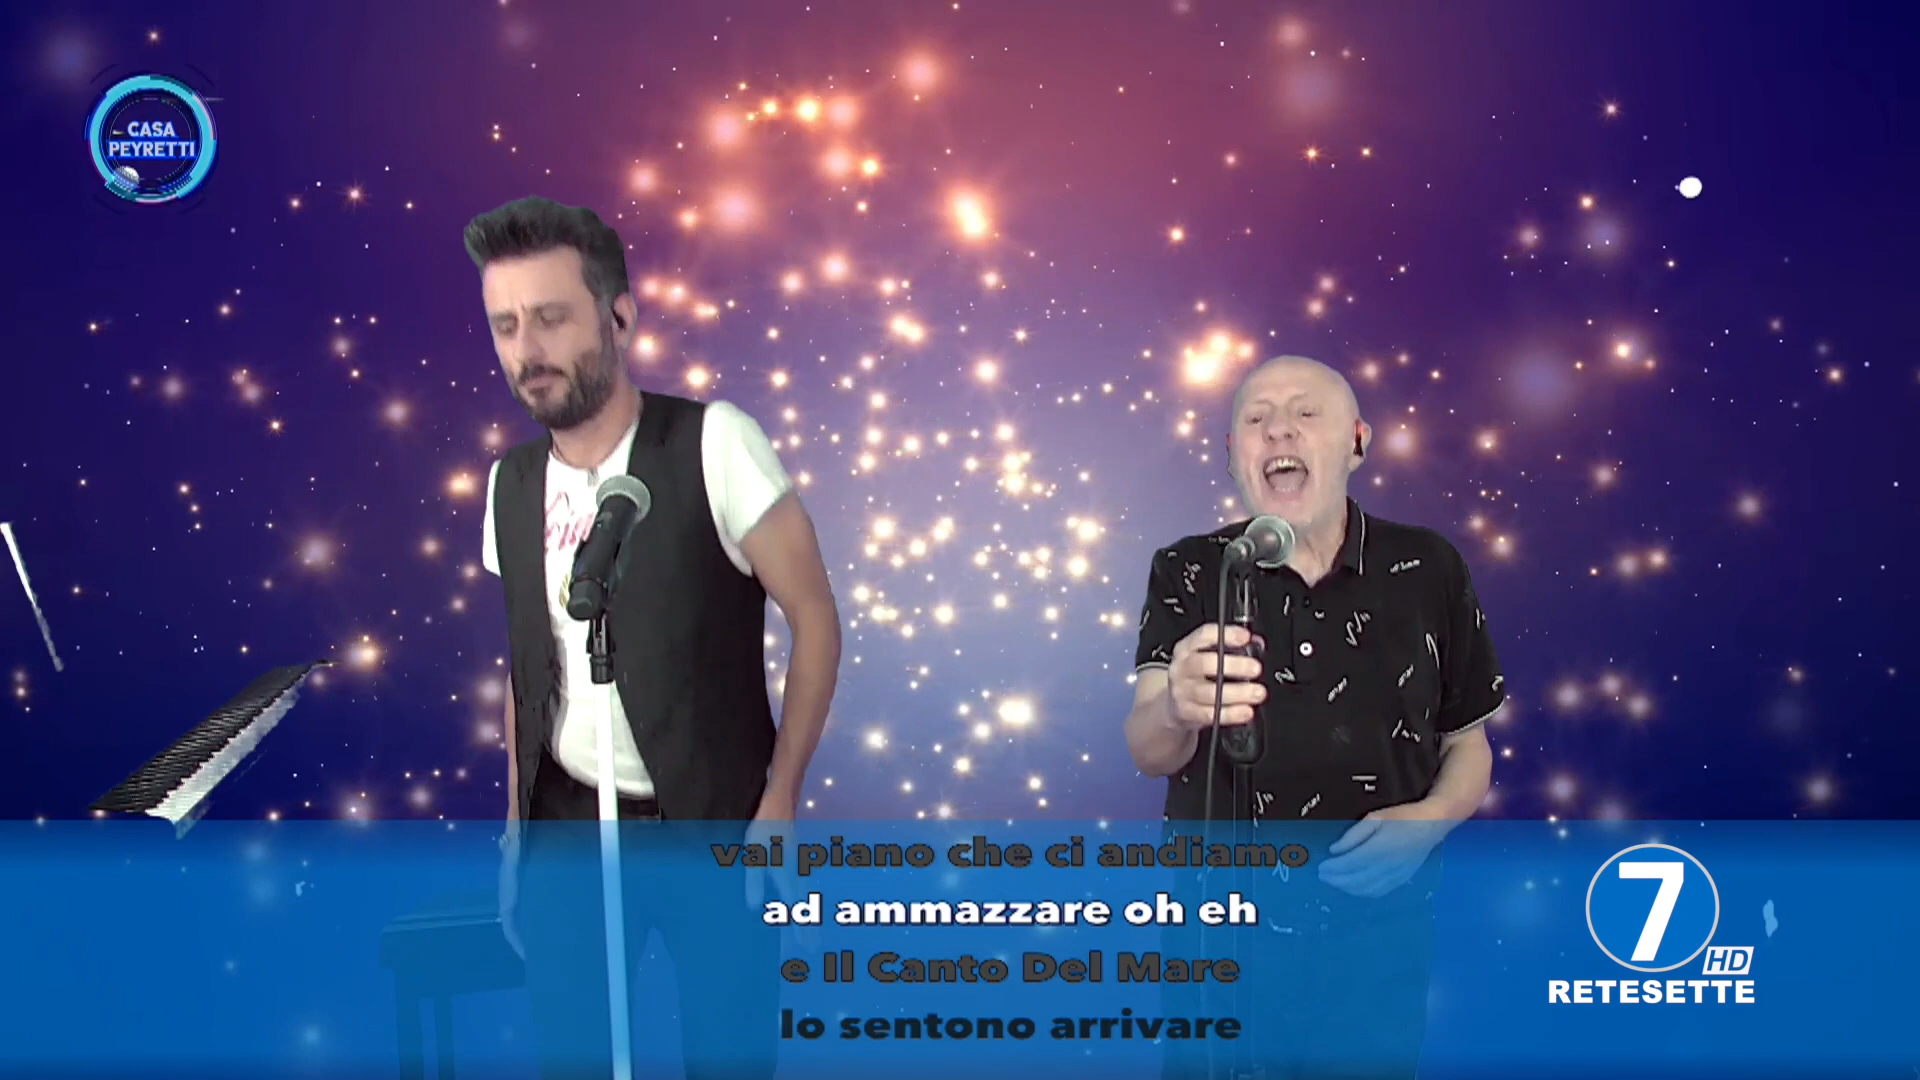 CASA
PEYRETTI
vai piano che ci andiamo
ad ammazzare oh eh
e Il Canto Del Mare
lo sentono arrivare
7
HD
RETESETTE